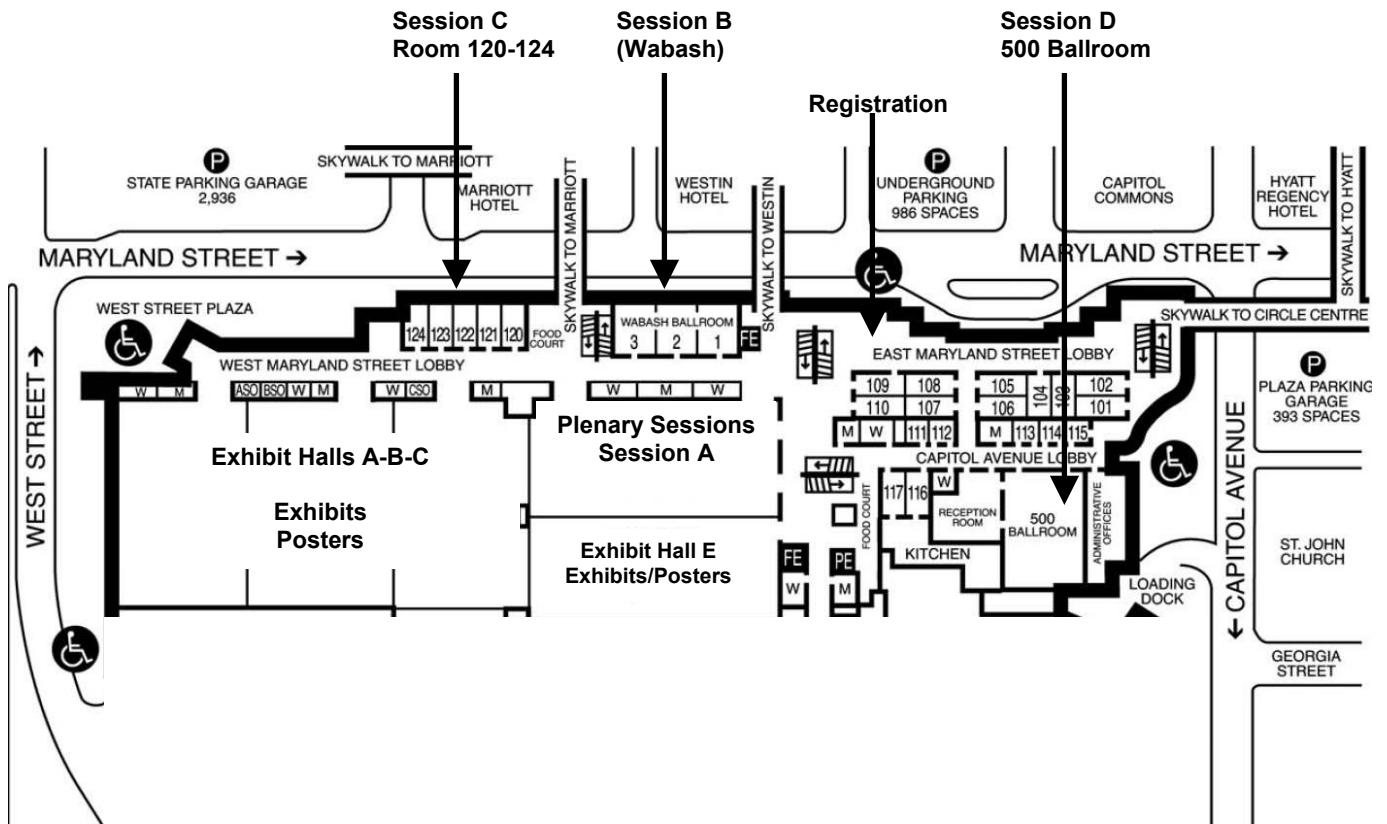 Session C
Room 120-124
Session B
(Wabash)
Session D
500 Ballroom
Registration
P
STATE PARKING GARAGE
2,936
SKYWALK TO MARRIOTT
MARRIOTT
HOTEL
SKYWALK TO MARRIOTT
WESTIN
HOTEL
SKYWALK TO WESTIN
P
UNDERGROUND
PARKING
986 SPACES
CAPITOL
COMMONS
HYATT
REGENCY
HOTEL
SKYWALK TO HYATT
MARYLAND STREET →
MARYLAND STREET →
WEST STREET PLAZA
SKYWALK TO CIRCLE CENTRE
124 123 122 121 120
FOOD
COURT
WABASH BALLROOM
3 2 1
FE
WEST MARYLAND STREET LOBBY
EAST MARYLAND STREET LOBBY
P
PLAZA PARKING
GARAGE
393 SPACES
W M ASO BSO W M W CSO M W M W
109 108 105 104 103 102
110 107 106 101
M W 111 112 M 113 114 115
CAPITOL AVENUE LOBBY
WEST STREET →
Exhibit Halls A-B-C
Exhibits
Posters
Plenary Sessions
Session A
Exhibit Hall E
Exhibits/Posters
FOOD COURT
117 116
W
RECEPTION
ROOM
KITCHEN
500
BALLROOM
ADMINISTRATIVE
OFFICES
FE
W
PE
M
LOADING
DOCK
← CAPITOL AVENUE
ST. JOHN
CHURCH
GEORGIA
STREET